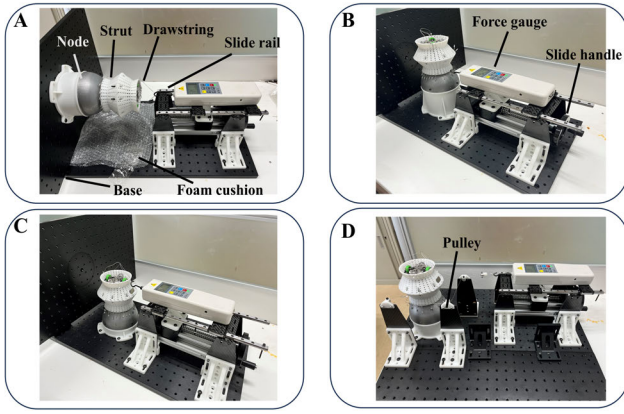 A
Node
Strut
Drawstring
Slide rail
Base
Foam cushion
B
Force gauge
Slide handle
C
D
Pulley